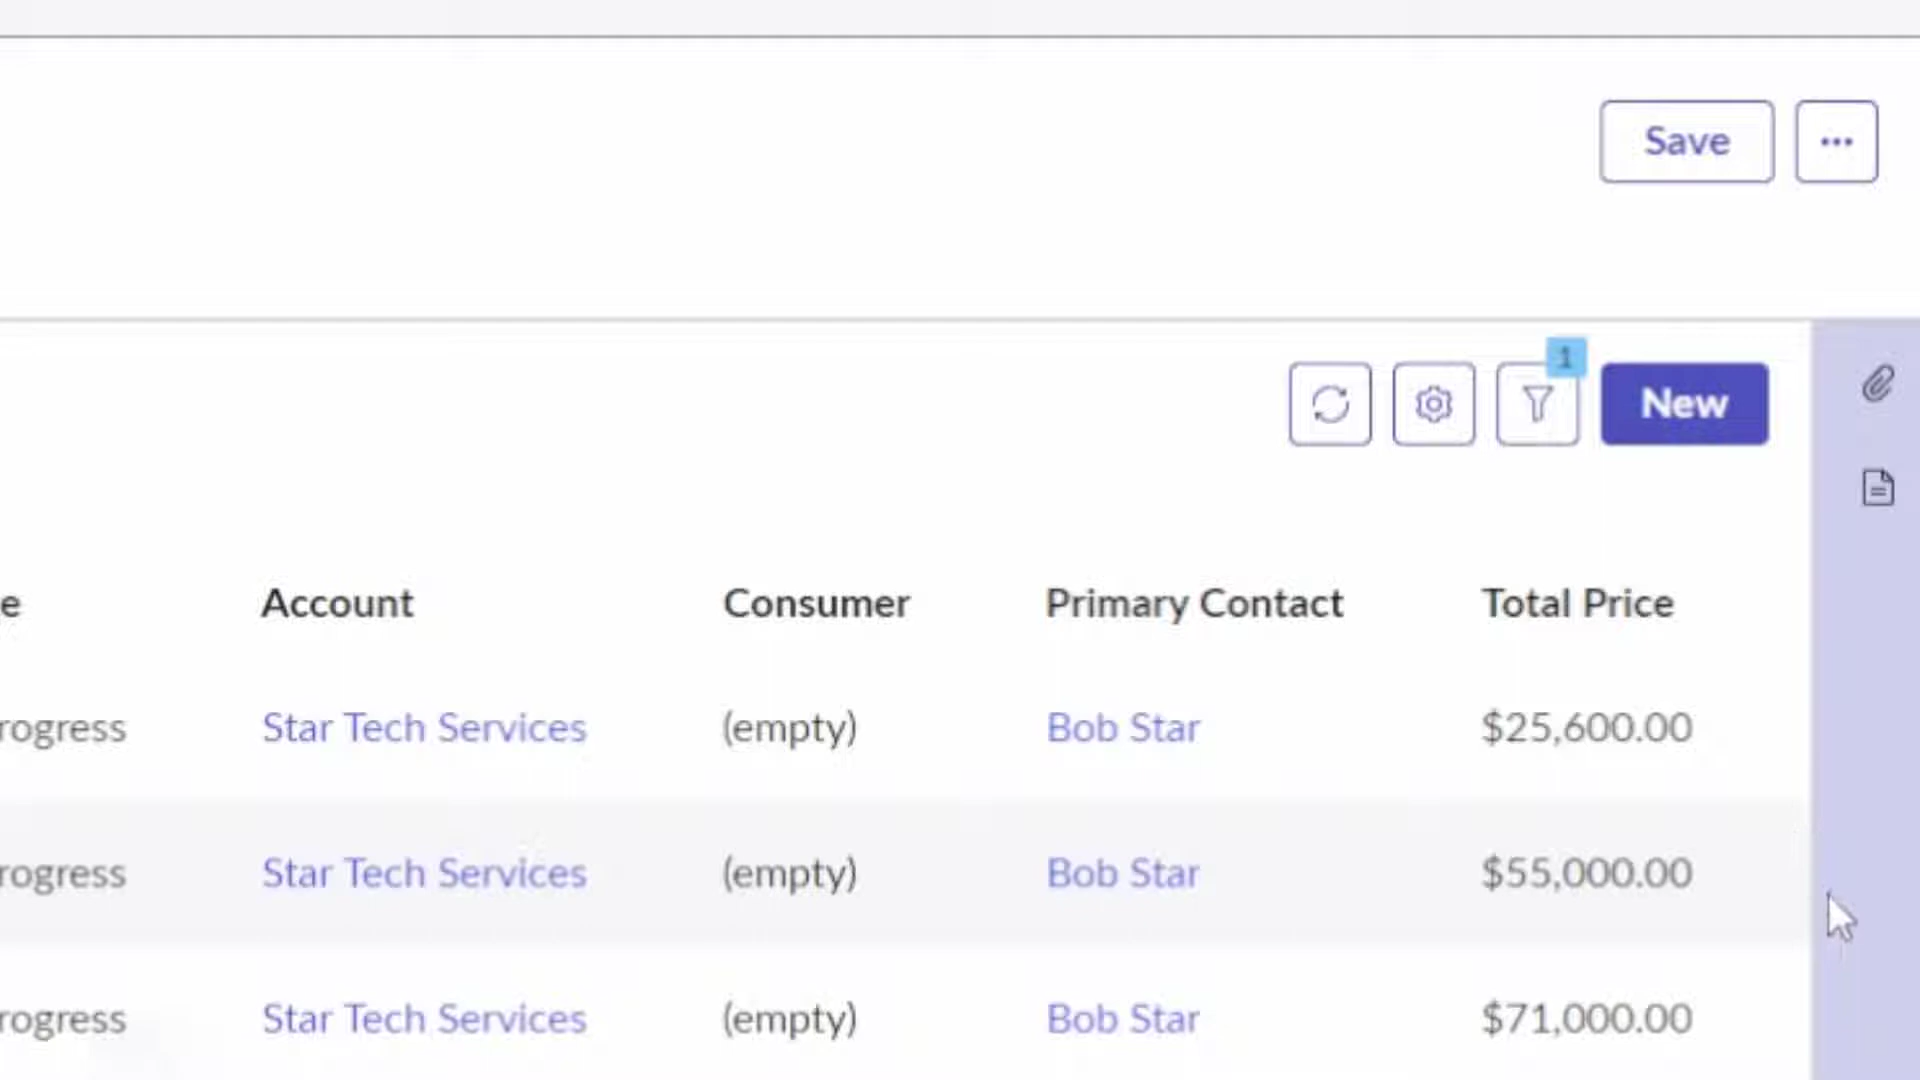 Save ...
1
New
e Account Consumer Primary Contact Total Price
rogress Star Tech Services (empty) Bob Star $25,600.00
rogress Star Tech Services (empty) Bob Star $55,000.00
rogress Star Tech Services (empty) Bob Star $71,000.00